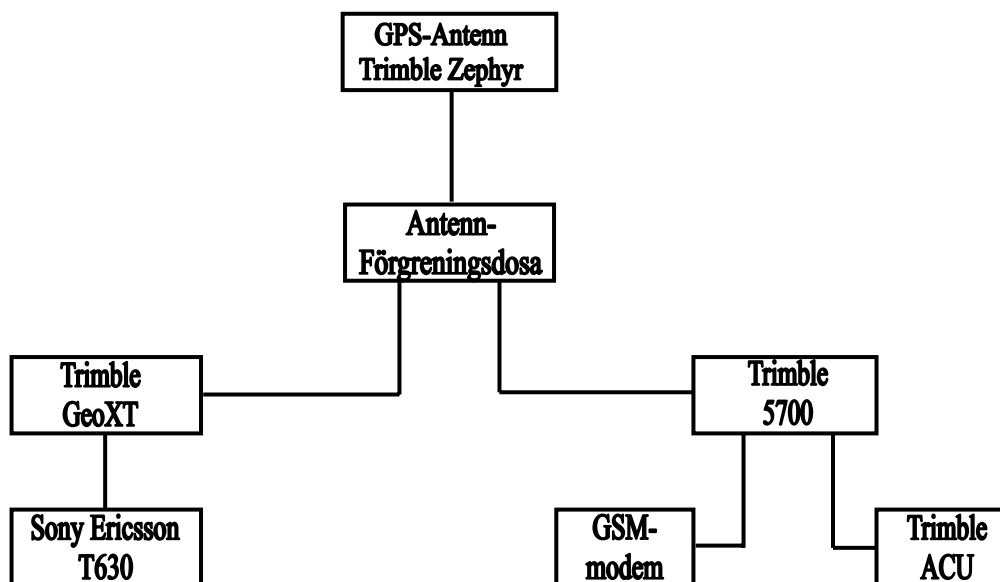 GPS-Antenn
Trimble Zephyr
Antenn-
Förgreningsdosa
Trimble
GeoXT
Trimble
5700
Sony Ericsson
T630
GSM-
modem
Trimble
ACU